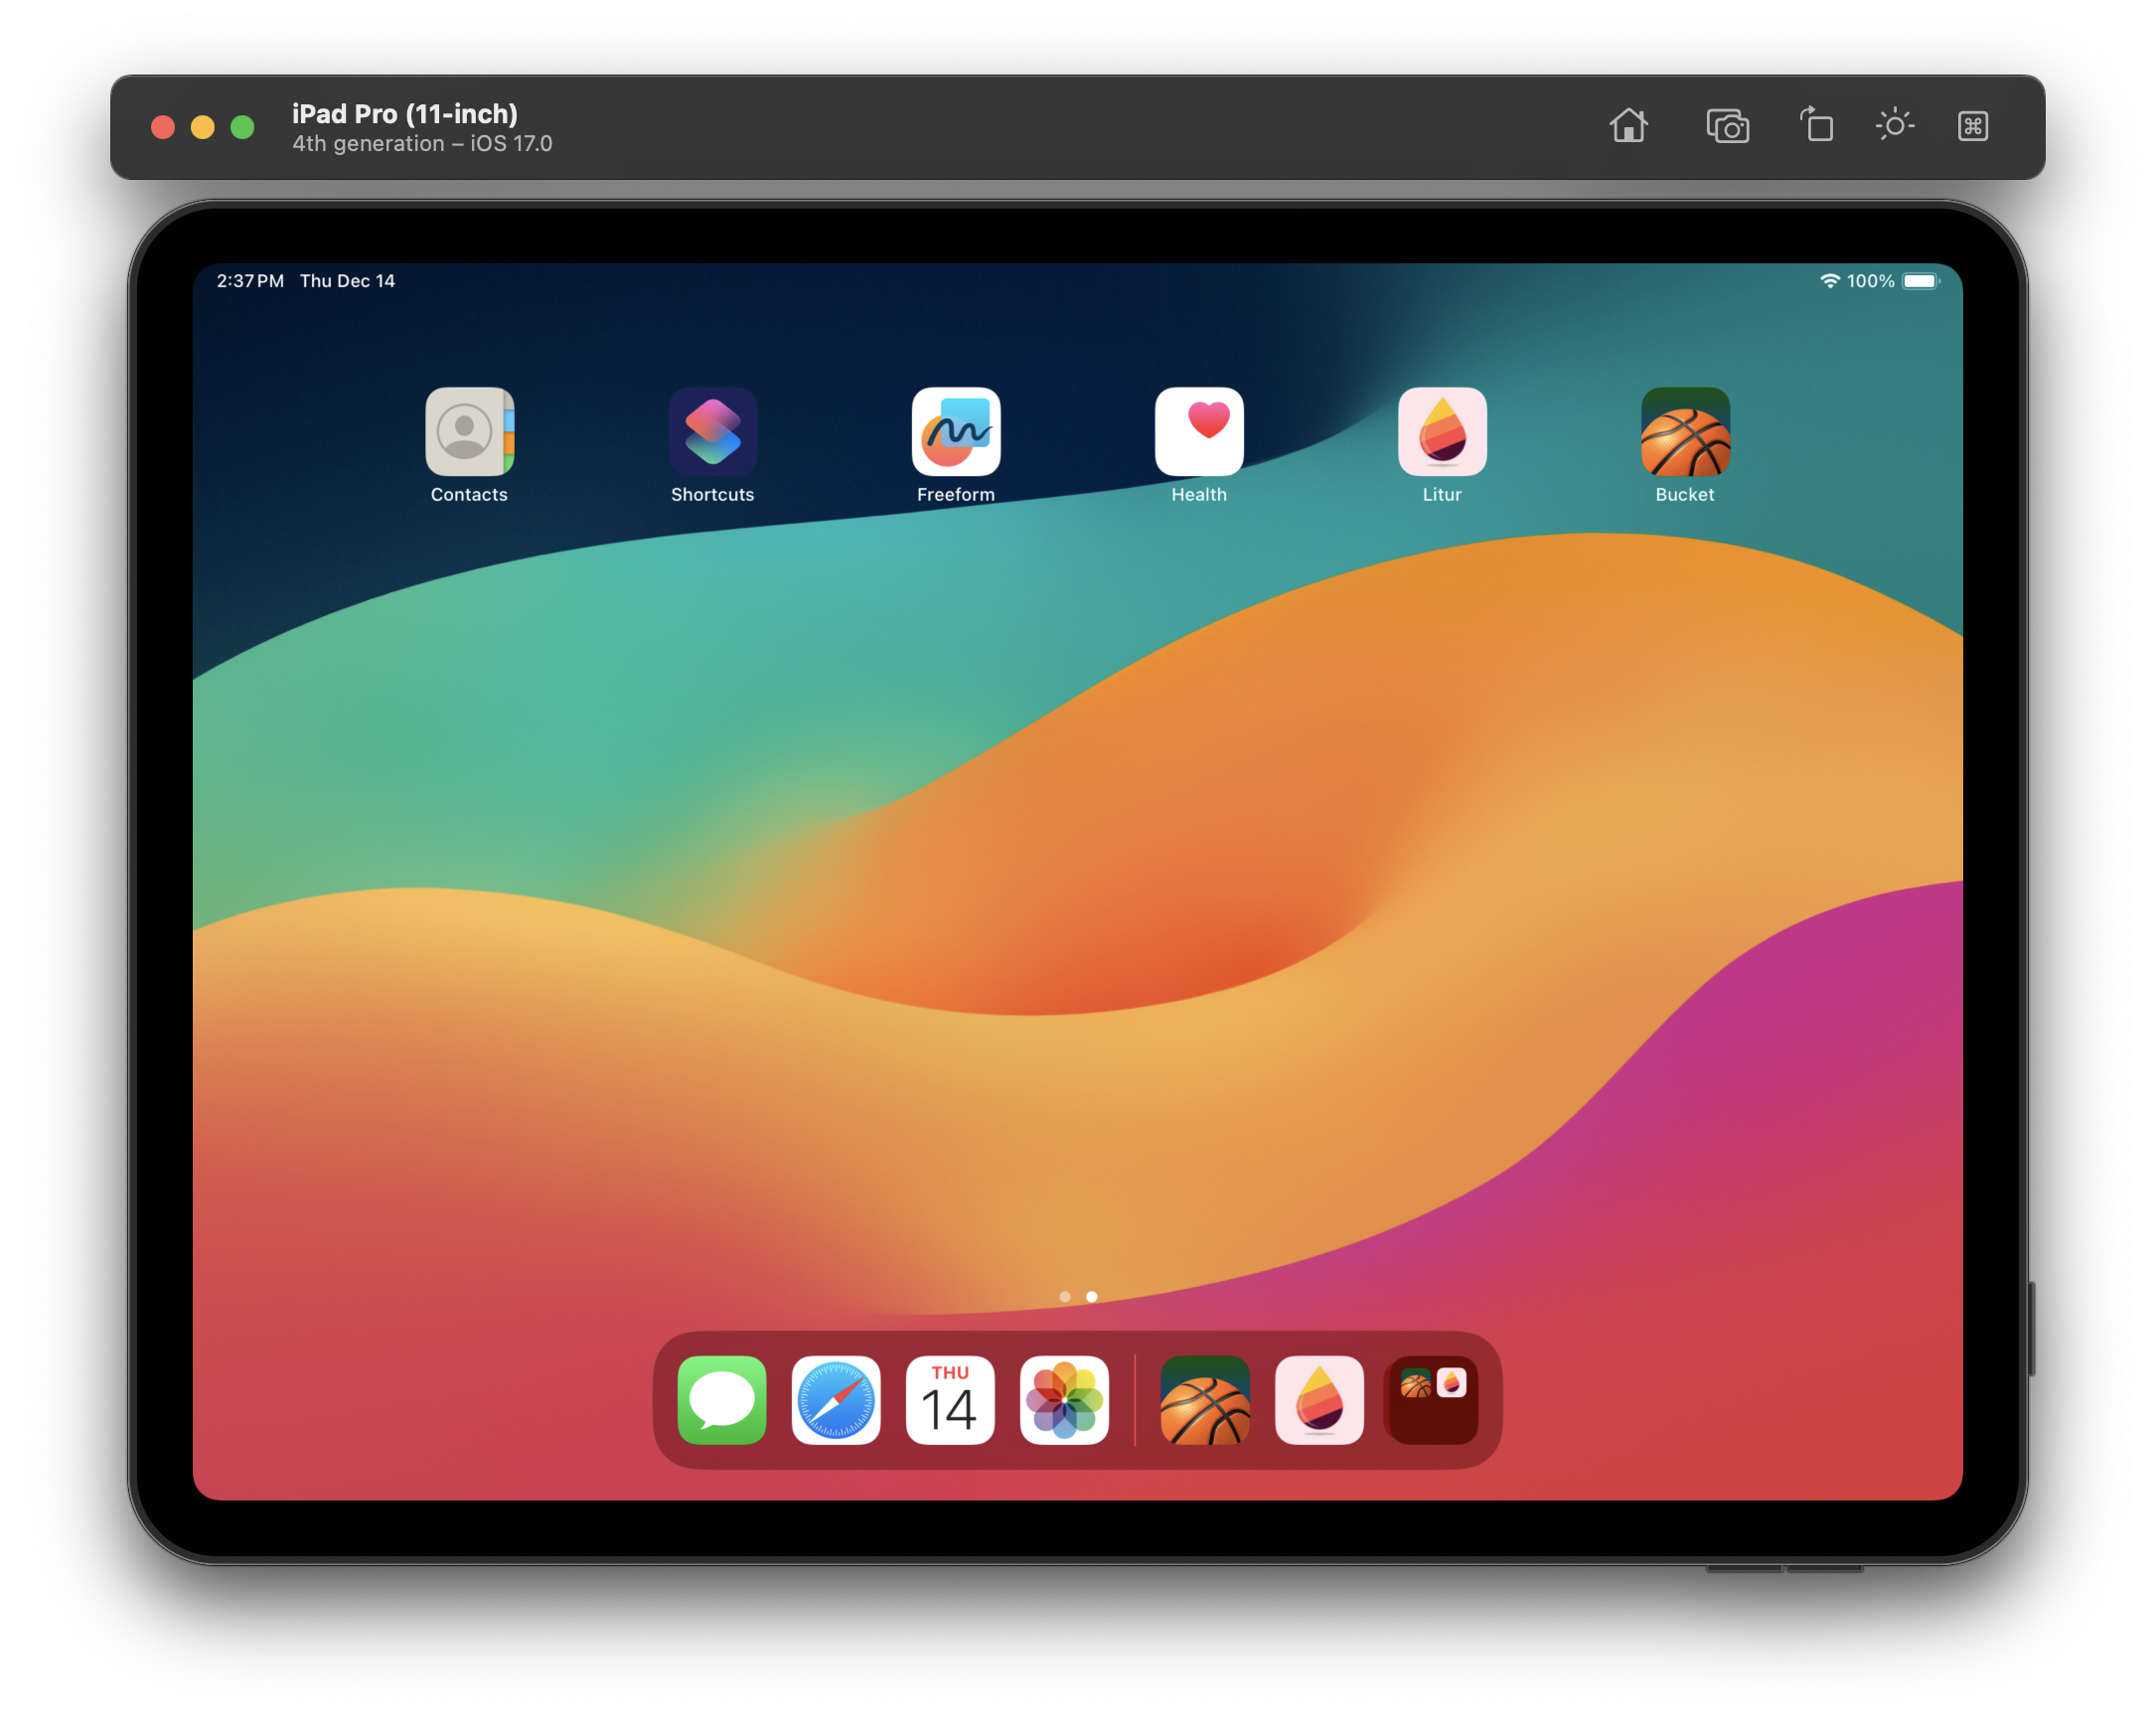 iPad Pro (11-inch)
4th generation – iOS 17.0
2:37 PM Thu Dec 14
100%
Contacts Shortcuts Freeform Health Litur Bucket
THU
14